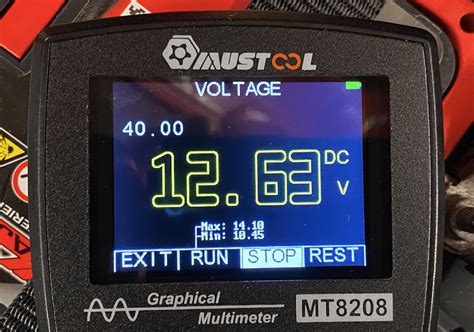 MUSTOOL
VOLTAGE
40.00
12.63 DC V
Max: 14.10
Min: 10.45
EXIT RUN STOP REST
Graphical
Multimeter
MT8208